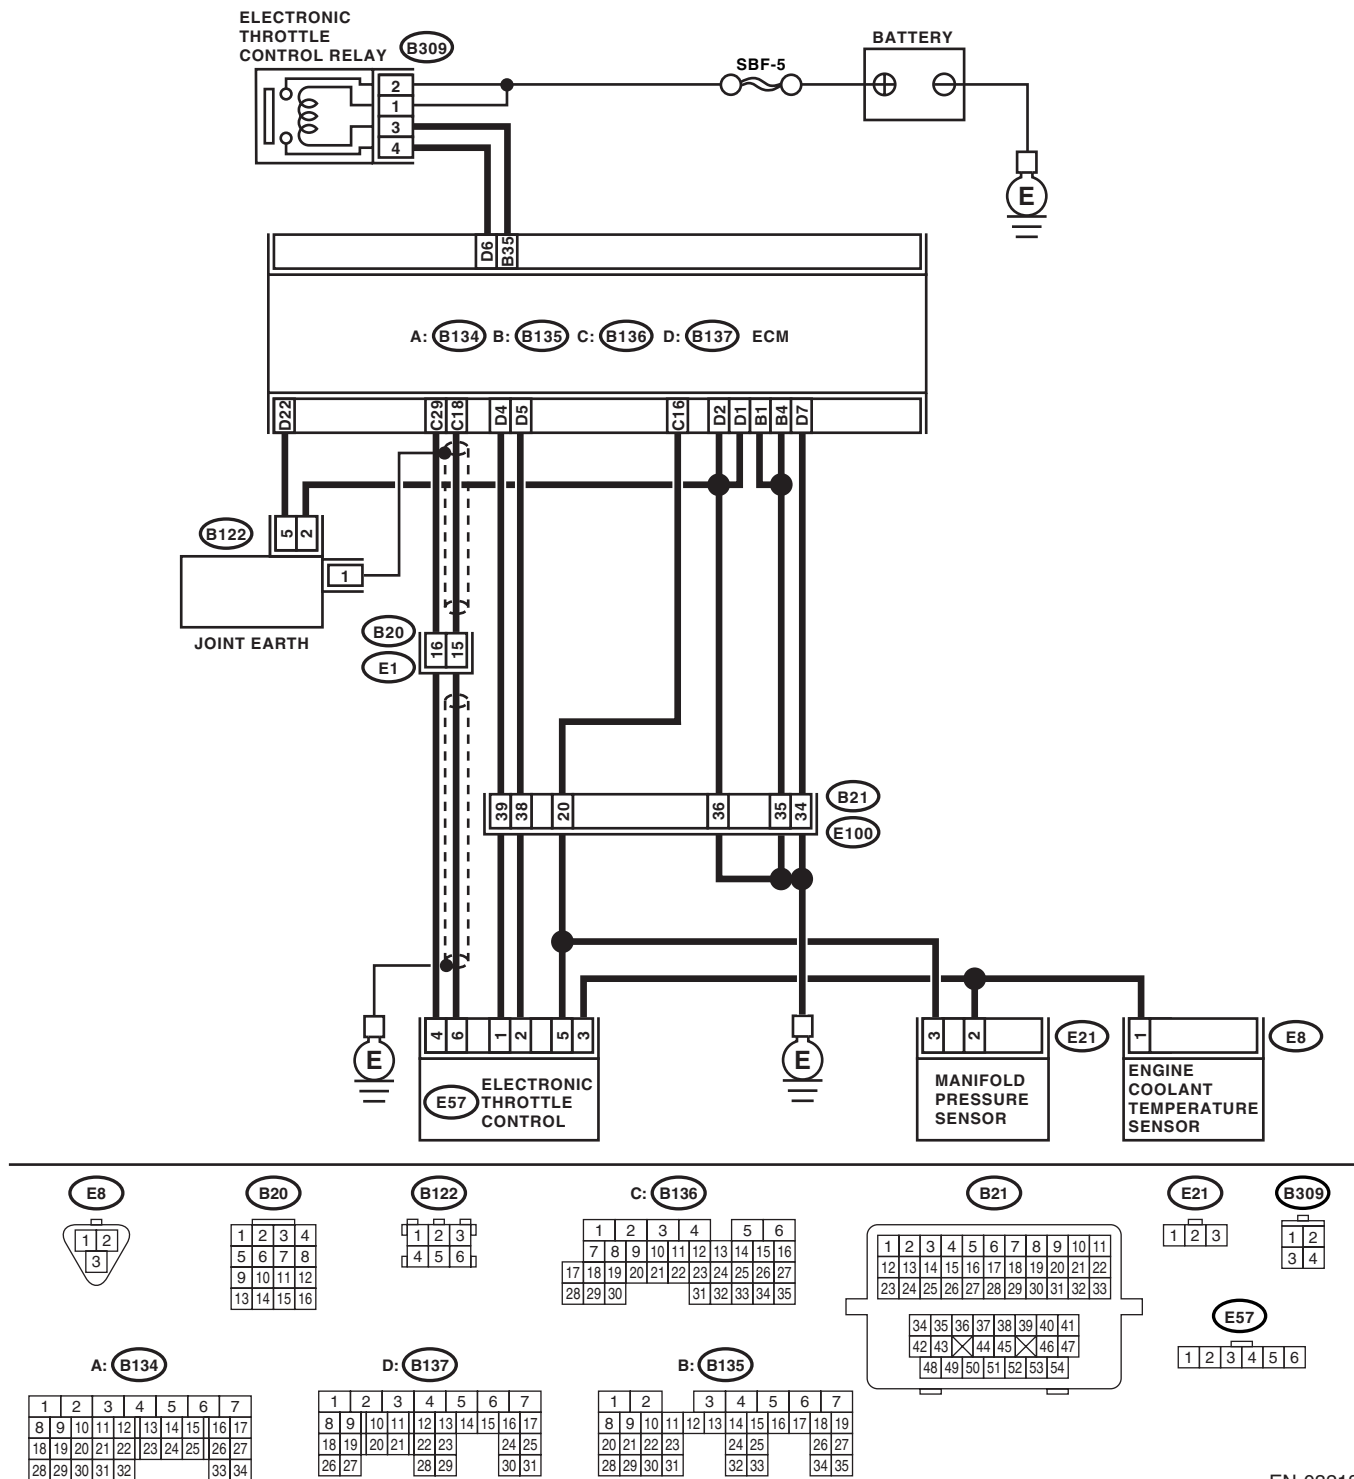 ELECTRONIC
THROTTLE
CONTROL RELAY
B309
BATTERY
SBF-5
2
1
3
4
E
D6 B35
A: B134 B: B135 C: B136 D: B137 ECM
D22 C29 C18 D4 D5 C16 D2 D1 B1 B4 D7
B122
5 2
1
JOINT EARTH
B20
16 15
E1
39 38 20 36 35 34
B21
E100
E
4 6 1 2 5 3
E57
ELECTRONIC
THROTTLE
CONTROL
E
3 2
E21
MANIFOLD
PRESSURE
SENSOR
1
E8
ENGINE
COOLANT
TEMPERATURE
SENSOR
E8
1 2
3
B20
1 2 3 4
5 6 7 8
9 10 11 12
13 14 15 16
B122
1 2 3
4 5 6
C: B136
1 2 3 4 5 6
7 8 9 10 11 12 13 14 15 16
17 18 19 20 21 22 23 24 25 26 27
28 29 30 31 32 33 34 35
B21
1 2 3 4 5 6 7 8 9 10 11
12 13 14 15 16 17 18 19 20 21 22
23 24 25 26 27 28 29 30 31 32 33
34 35 36 37 38 39 40 41
42 43 44 45 46 47
48 49 50 51 52 53 54
E21
1 2 3
B309
1 2
3 4
E57
1 2 3 4 5 6
A: B134
1 2 3 4 5 6 7
8 9 10 11 12 13 14 15 16 17
18 19 20 21 22 23 24 25 26 27
28 29 30 31 32 33 34
D: B137
1 2 3 4 5 6 7
8 9 10 11 12 13 14 15 16 17
18 19 20 21 22 23 24 25
26 27 28 29 30 31
B: B135
1 2 3 4 5 6 7
8 9 10 11 12 13 14 15 16 17 18 19
20 21 22 23 24 25 26 27
28 29 30 31 32 33 34 35